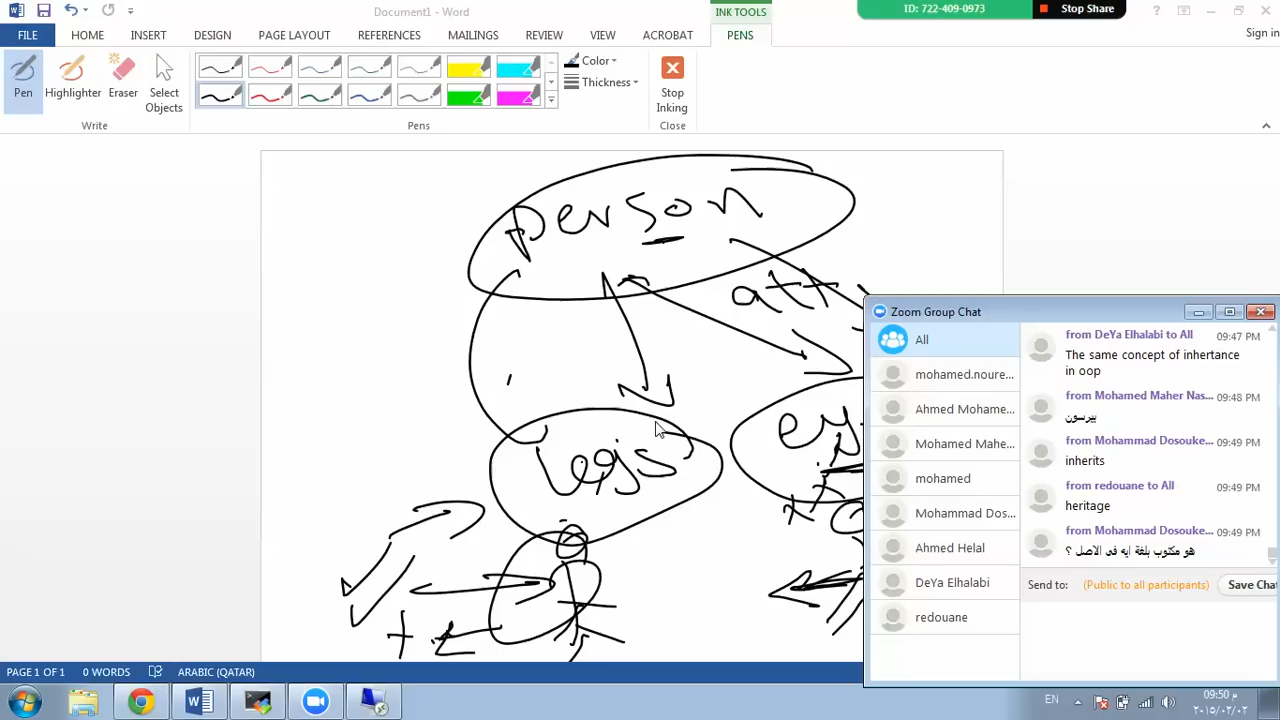 Document1 - Word
INK TOOLS
ID: 722-409-0973
Stop Share
FILE
HOME
INSERT
DESIGN
PAGE LAYOUT
REFERENCES
MAILINGS
REVIEW
VIEW
ACROBAT
PENS
Sign in
Pen
Highlighter
Eraser
Select Objects
Color
Thickness
Stop Inking
Write
Pens
Close
person
att
legs
Zoom Group Chat
All
mohamed.noure...
Ahmed Mohame...
Mohamed Mahe...
mohamed
Mohammad Dos...
Ahmed Helal
DeYa Elhalabi
redouane
from DeYa Elhalabi to All 09:47 PM
The same concept of inhertance
in oop
from Mohamed Maher Nas... 09:48 PM
بيرسون
from Mohammad Dosouke... 09:49 PM
inherits
from redouane to All 09:49 PM
heritage
from Mohammad Dosouke... 09:49 PM
هو مكتوب بلغة ايه فى الاصل ؟
Send to: (Public to all participants) Save Cha
PAGE 1 OF 1
0 WORDS
ARABIC (QATAR)
EN
09:50 م
٢٠١٥/٠٢/٠٢